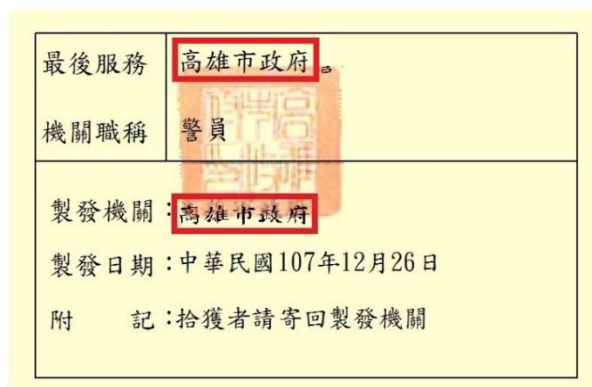 最後服務 高雄市政府
機關職稱 警員
製發機關：高雄市政府
製發日期：中華民國107年12月26日
附 記：拾獲者請寄回製發機關